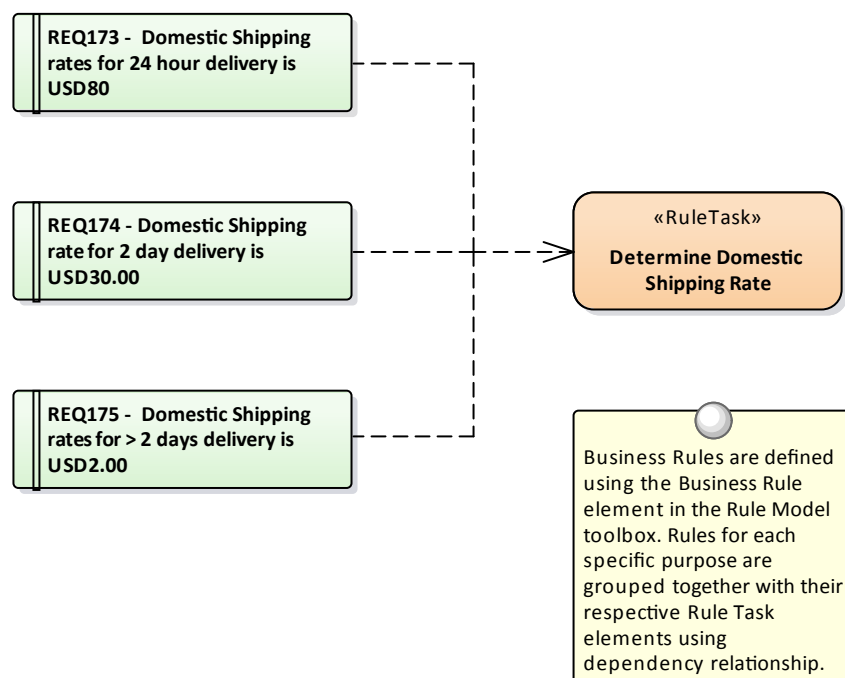 REQ173 - Domestic Shipping
rates for 24 hour delivery is
USD80
REQ174 - Domestic Shipping
rate for 2 day delivery is
USD30.00
REQ175 - Domestic Shipping
rates for > 2 days delivery is
USD2.00
«RuleTask»
Determine Domestic
Shipping Rate
Business Rules are defined
using the Business Rule
element in the Rule Model
toolbox. Rules for each
specific purpose are
grouped together with their
respective Rule Task
elements using
dependency relationship.